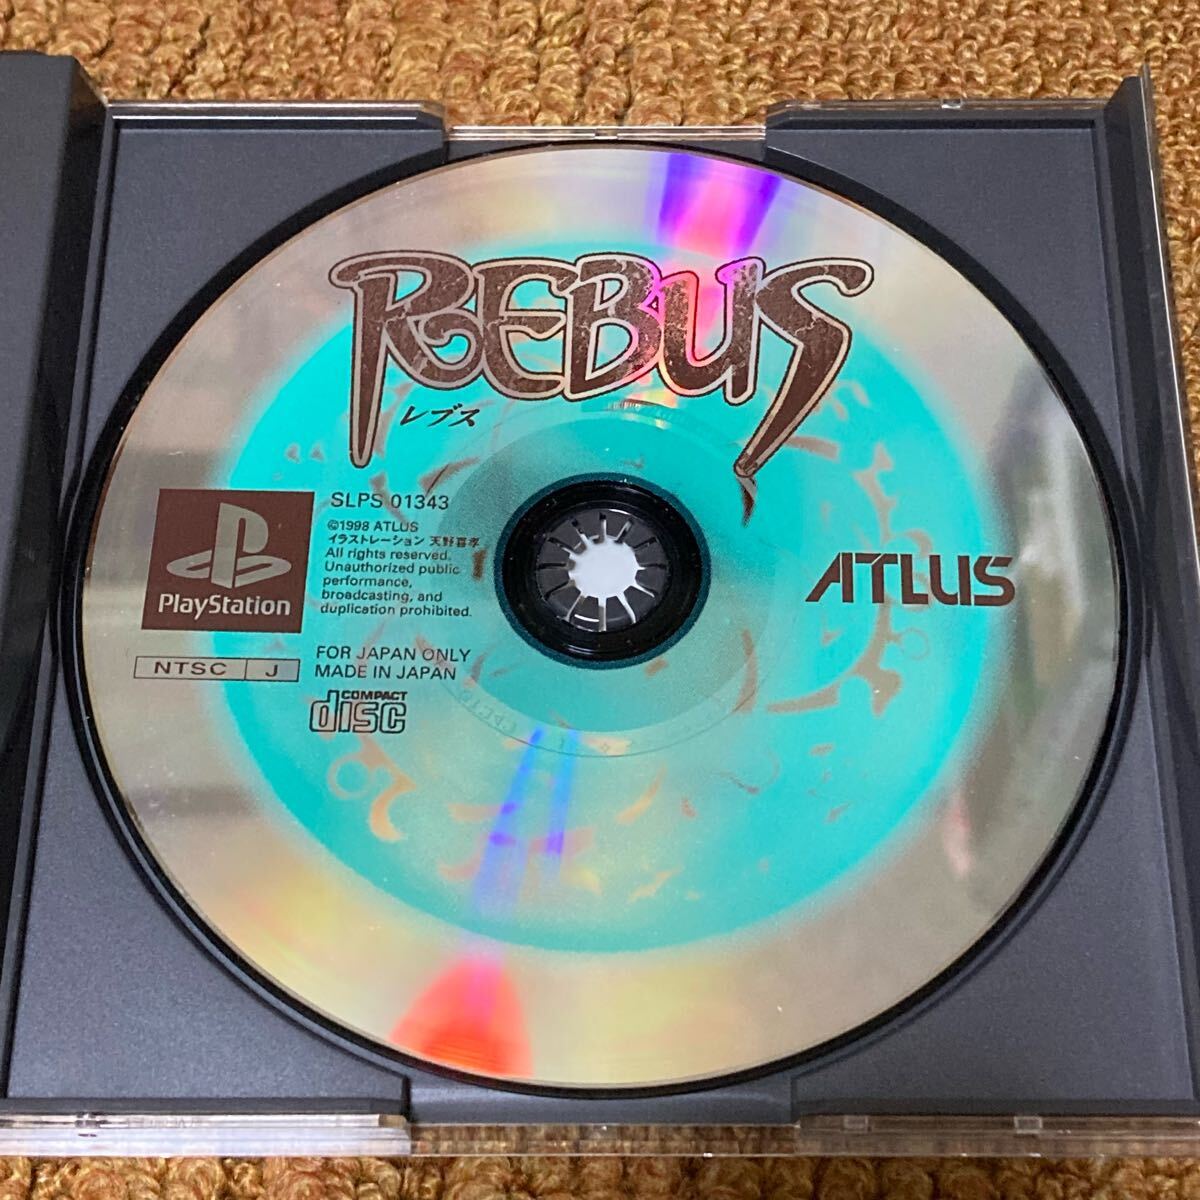 REBUS
レブス
SLPS 01343
©1998 ATLUS
イラストレーション 天野喜孝
All rights reserved.
Unauthorized public
performance,
broadcasting, and
duplication prohibited.
PlayStation
ATLUS
FOR JAPAN ONLY
MADE IN JAPAN
NTSC J
COMPACT
disc